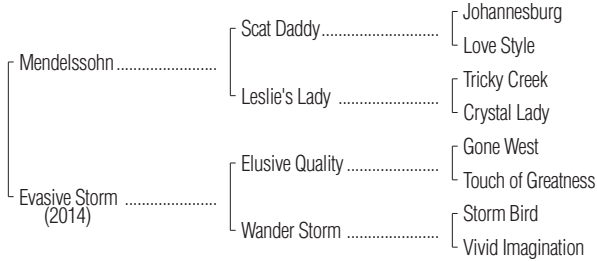 Johannesburg
Scat Daddy........................
Love Style
Mendelssohn ........................
Tricky Creek
Leslie's Lady ........................
Crystal Lady
Gone West
Elusive Quality ......................
Touch of Greatness
Evasive Storm ......................
(2014)
Storm Bird
Wander Storm ......................
Vivid Imagination